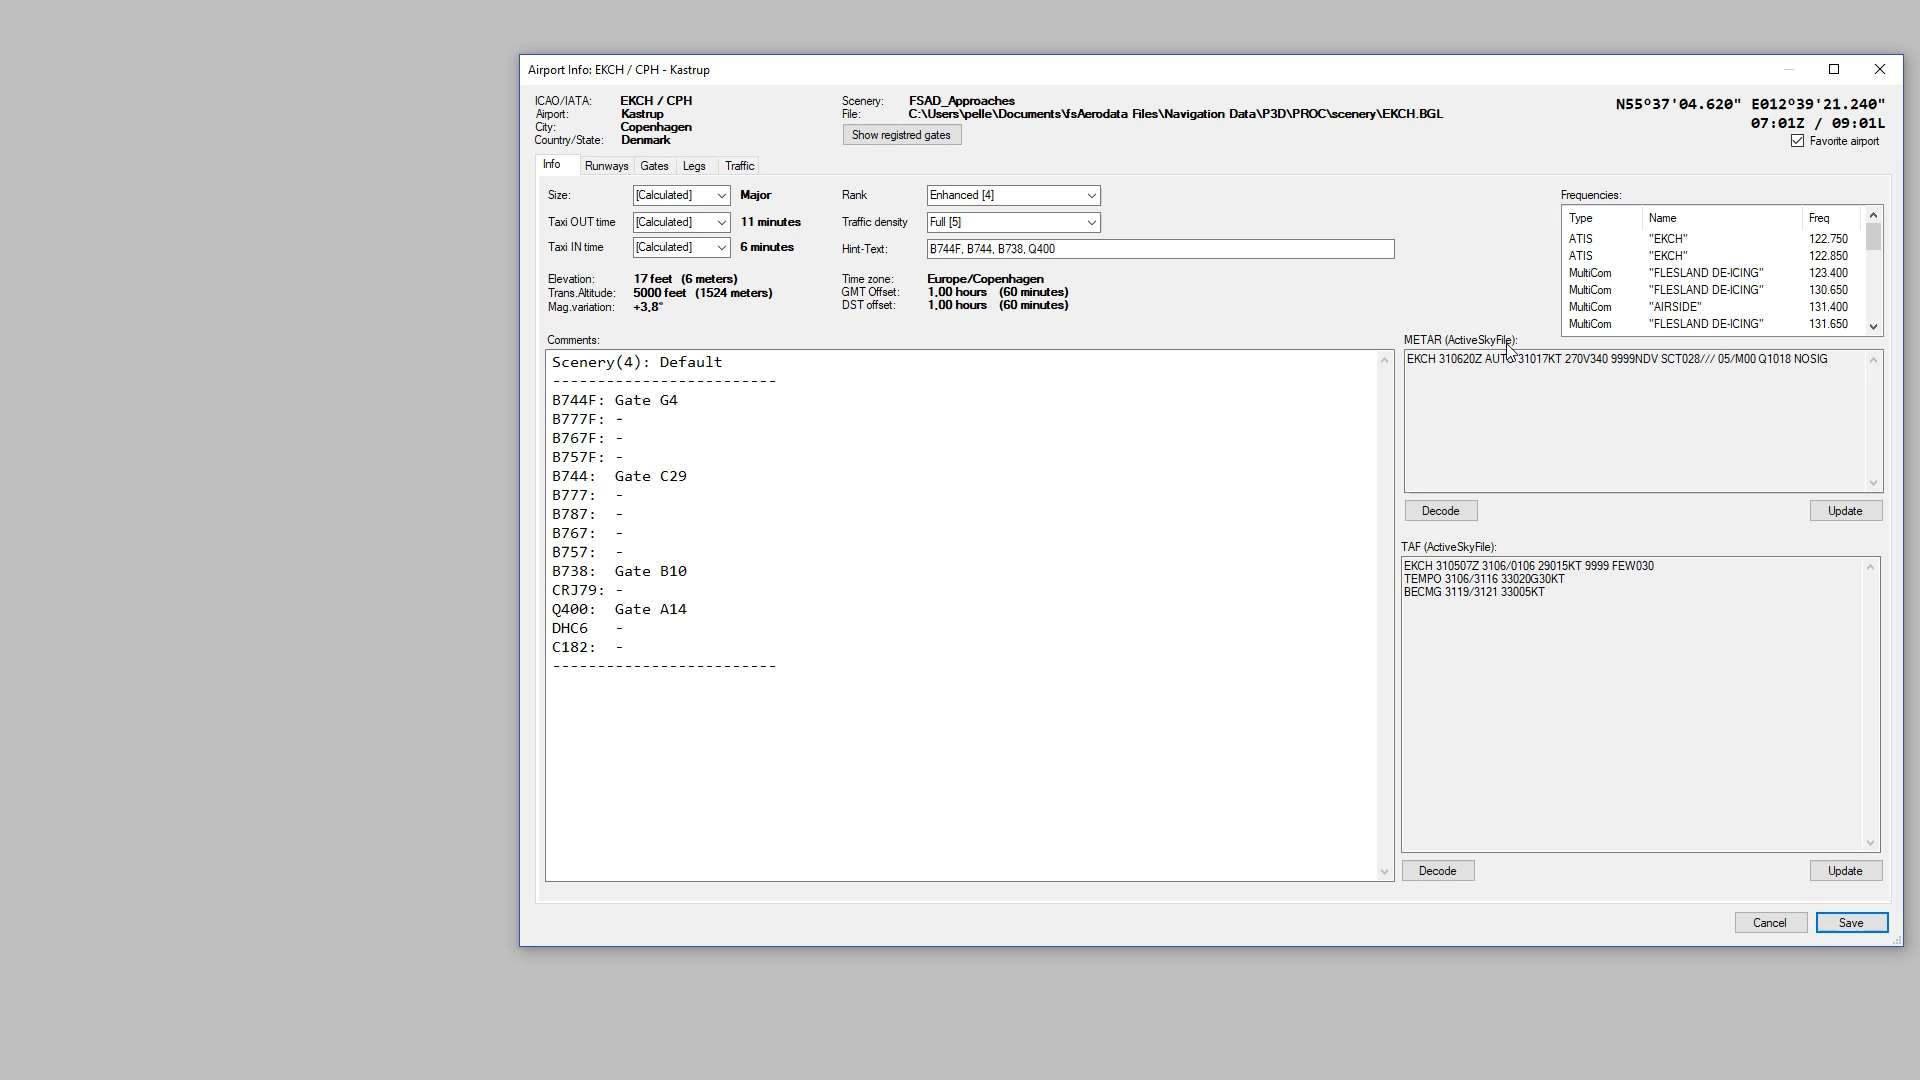 Airport Info: EKCH / CPH - Kastrup
ICAO/IATA: EKCH / CPH
Airport: Kastrup
City: Copenhagen
Country/State: Denmark
Scenery: FSAD_Approaches
File: C:\Users\pelle\Documents\fsAerodata Files\Navigation Data\P3D\PROC\scenery\EKCH.BGL
Show registred gates
N55º37'04.620" E012º39'21.240"
07:01Z / 09:01L
Favorite airport
Info Runways Gates Legs Traffic
Size: [Calculated] Major
Taxi OUT time [Calculated] 11 minutes
Taxi IN time [Calculated] 6 minutes
Rank Enhanced [4]
Traffic density Full [5]
Hint-Text: B744F, B744, B738, Q400
Elevation: 17 feet (6 meters)
Trans.Altitude: 5000 feet (1524 meters)
Mag.variation: +3,8°
Time zone: Europe/Copenhagen
GMT Offset: 1,00 hours (60 minutes)
DST offset: 1,00 hours (60 minutes)
Frequencies:
Type Name Freq
ATIS "EKCH" 122.750
ATIS "EKCH" 122.850
MultiCom "FLESLAND DE-ICING" 123.400
MultiCom "FLESLAND DE-ICING" 130.650
MultiCom "AIRSIDE" 131.400
MultiCom "FLESLAND DE-ICING" 131.650
Comments:
Scenery(4): Default
-------------------------
B744F: Gate G4
B777F: -
B767F: -
B757F: -
B744: Gate C29
B777: -
B787: -
B767: -
B757: -
B738: Gate B10
CRJ79: -
Q400: Gate A14
DHC6 -
C182: -
-------------------------
METAR (ActiveSkyFile):
EKCH 310620Z AUTO 31017KT 270V340 9999NDV SCT028/// 05/M00 Q1018 NOSIG
Decode Update
TAF (ActiveSkyFile):
EKCH 310507Z 3106/0106 29015KT 9999 FEW030
TEMPO 3106/3116 33020G30KT
BECMG 3119/3121 33005KT
Decode Update
Cancel Save